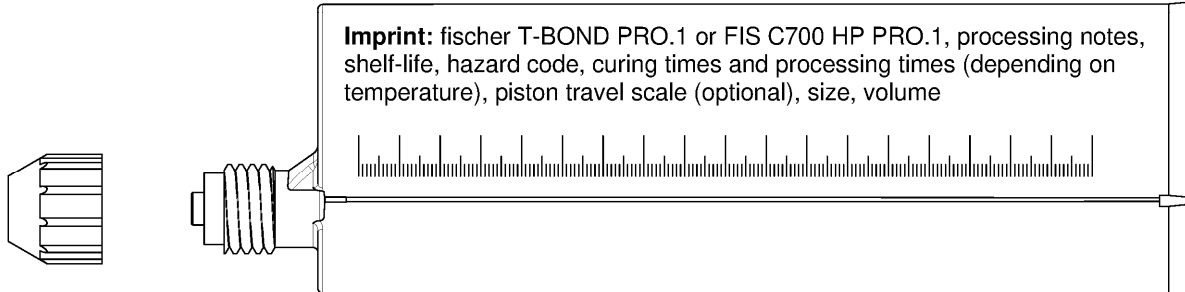 Imprint: fischer T-BOND PRO.1 or FIS C700 HP PRO.1, processing notes,
shelf-life, hazard code, curing times and processing times (depending on
temperature), piston travel scale (optional), size, volume